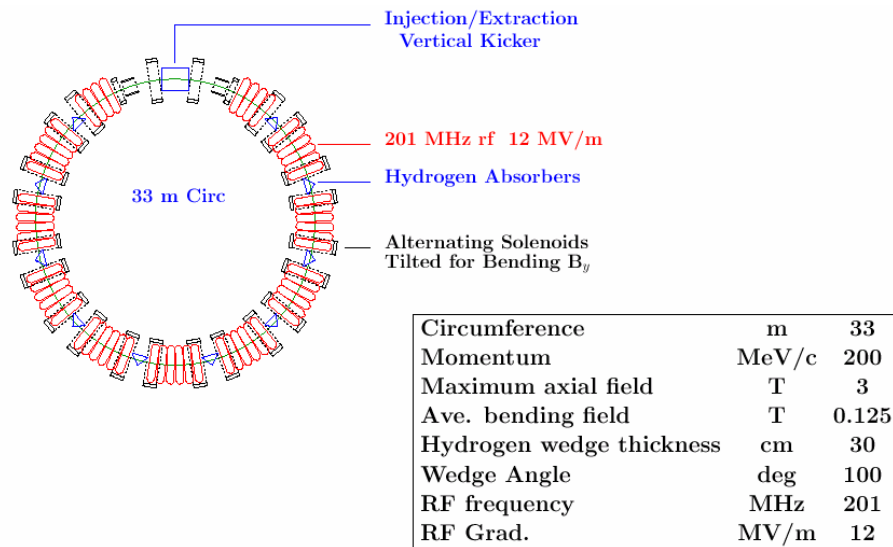 Injection/Extraction
Vertical Kicker
201 MHz rf 12 MV/m
Hydrogen Absorbers
33 m Circ
Alternating Solenoids
Tilted for Bending By
Circumference m 33
Momentum MeV/c 200
Maximum axial field T 3
Ave. bending field T 0.125
Hydrogen wedge thickness cm 30
Wedge Angle deg 100
RF frequency MHz 201
RF Grad. MV/m 12